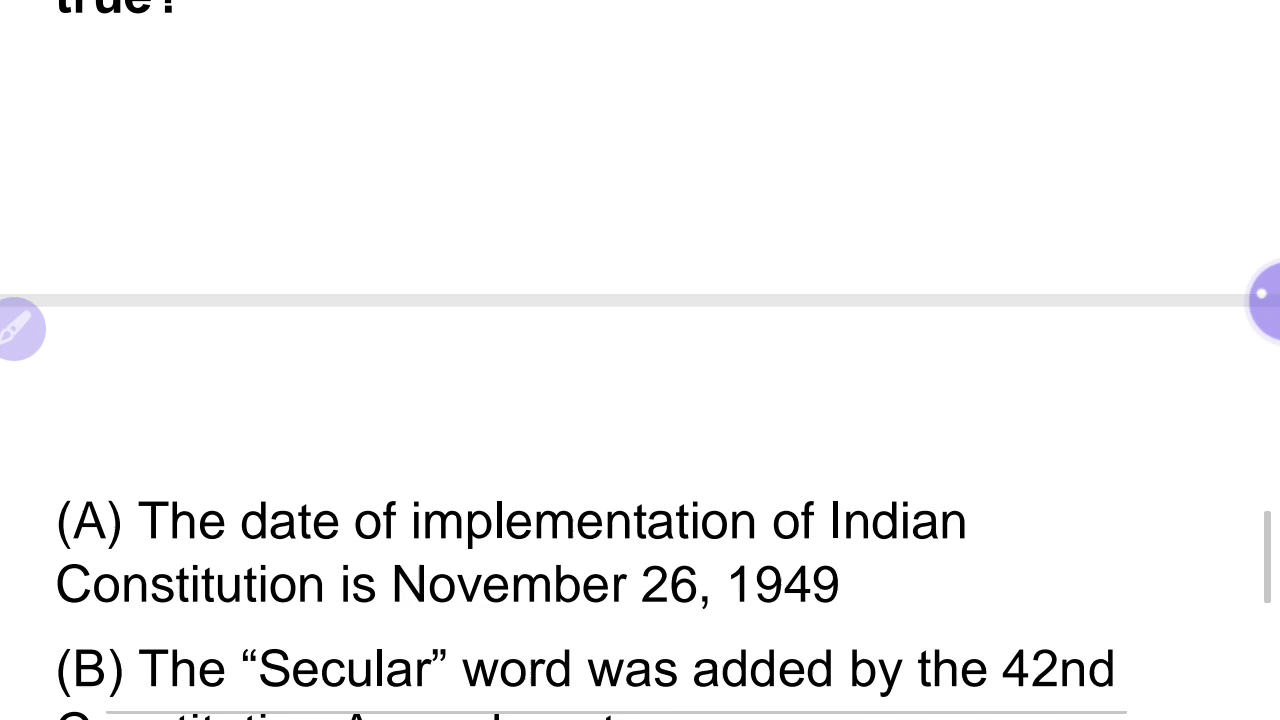 true?
(A) The date of implementation of Indian
Constitution is November 26, 1949
(B) The “Secular” word was added by the 42nd